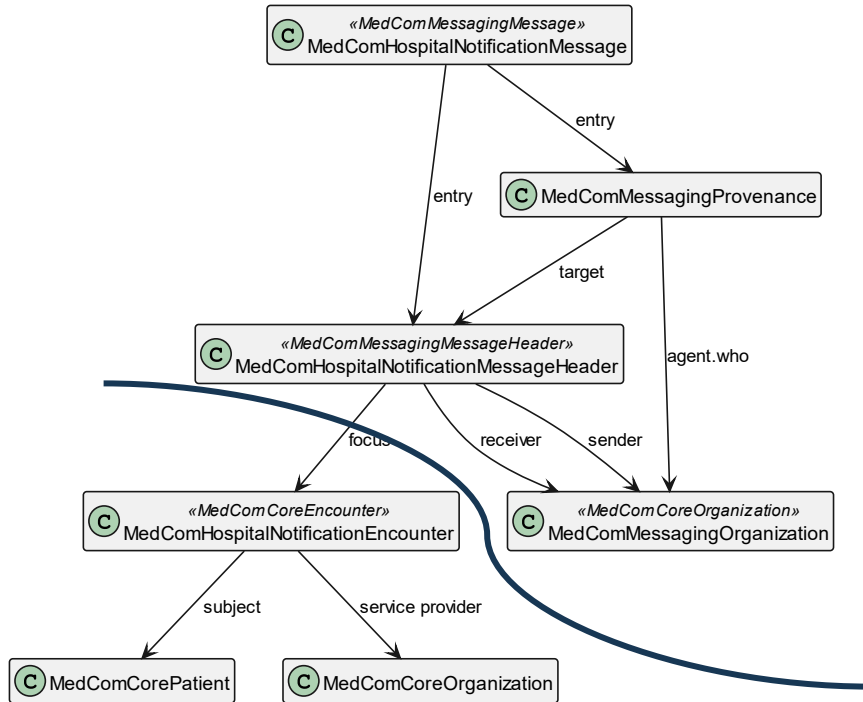 C
«MedComMessagingMessage»
MedComHospitalNotificationMessage
entry
C MedComMessagingProvenance
entry
target
C
«MedComMessagingMessageHeader»
MedComHospitalNotificationMessageHeader
agent.who
focus
receiver
sender
C
«MedComCoreEncounter»
MedComHospitalNotificationEncounter
C
«MedComCoreOrganization»
MedComMessagingOrganization
subject
service provider
C MedComCorePatient
C MedComCoreOrganization